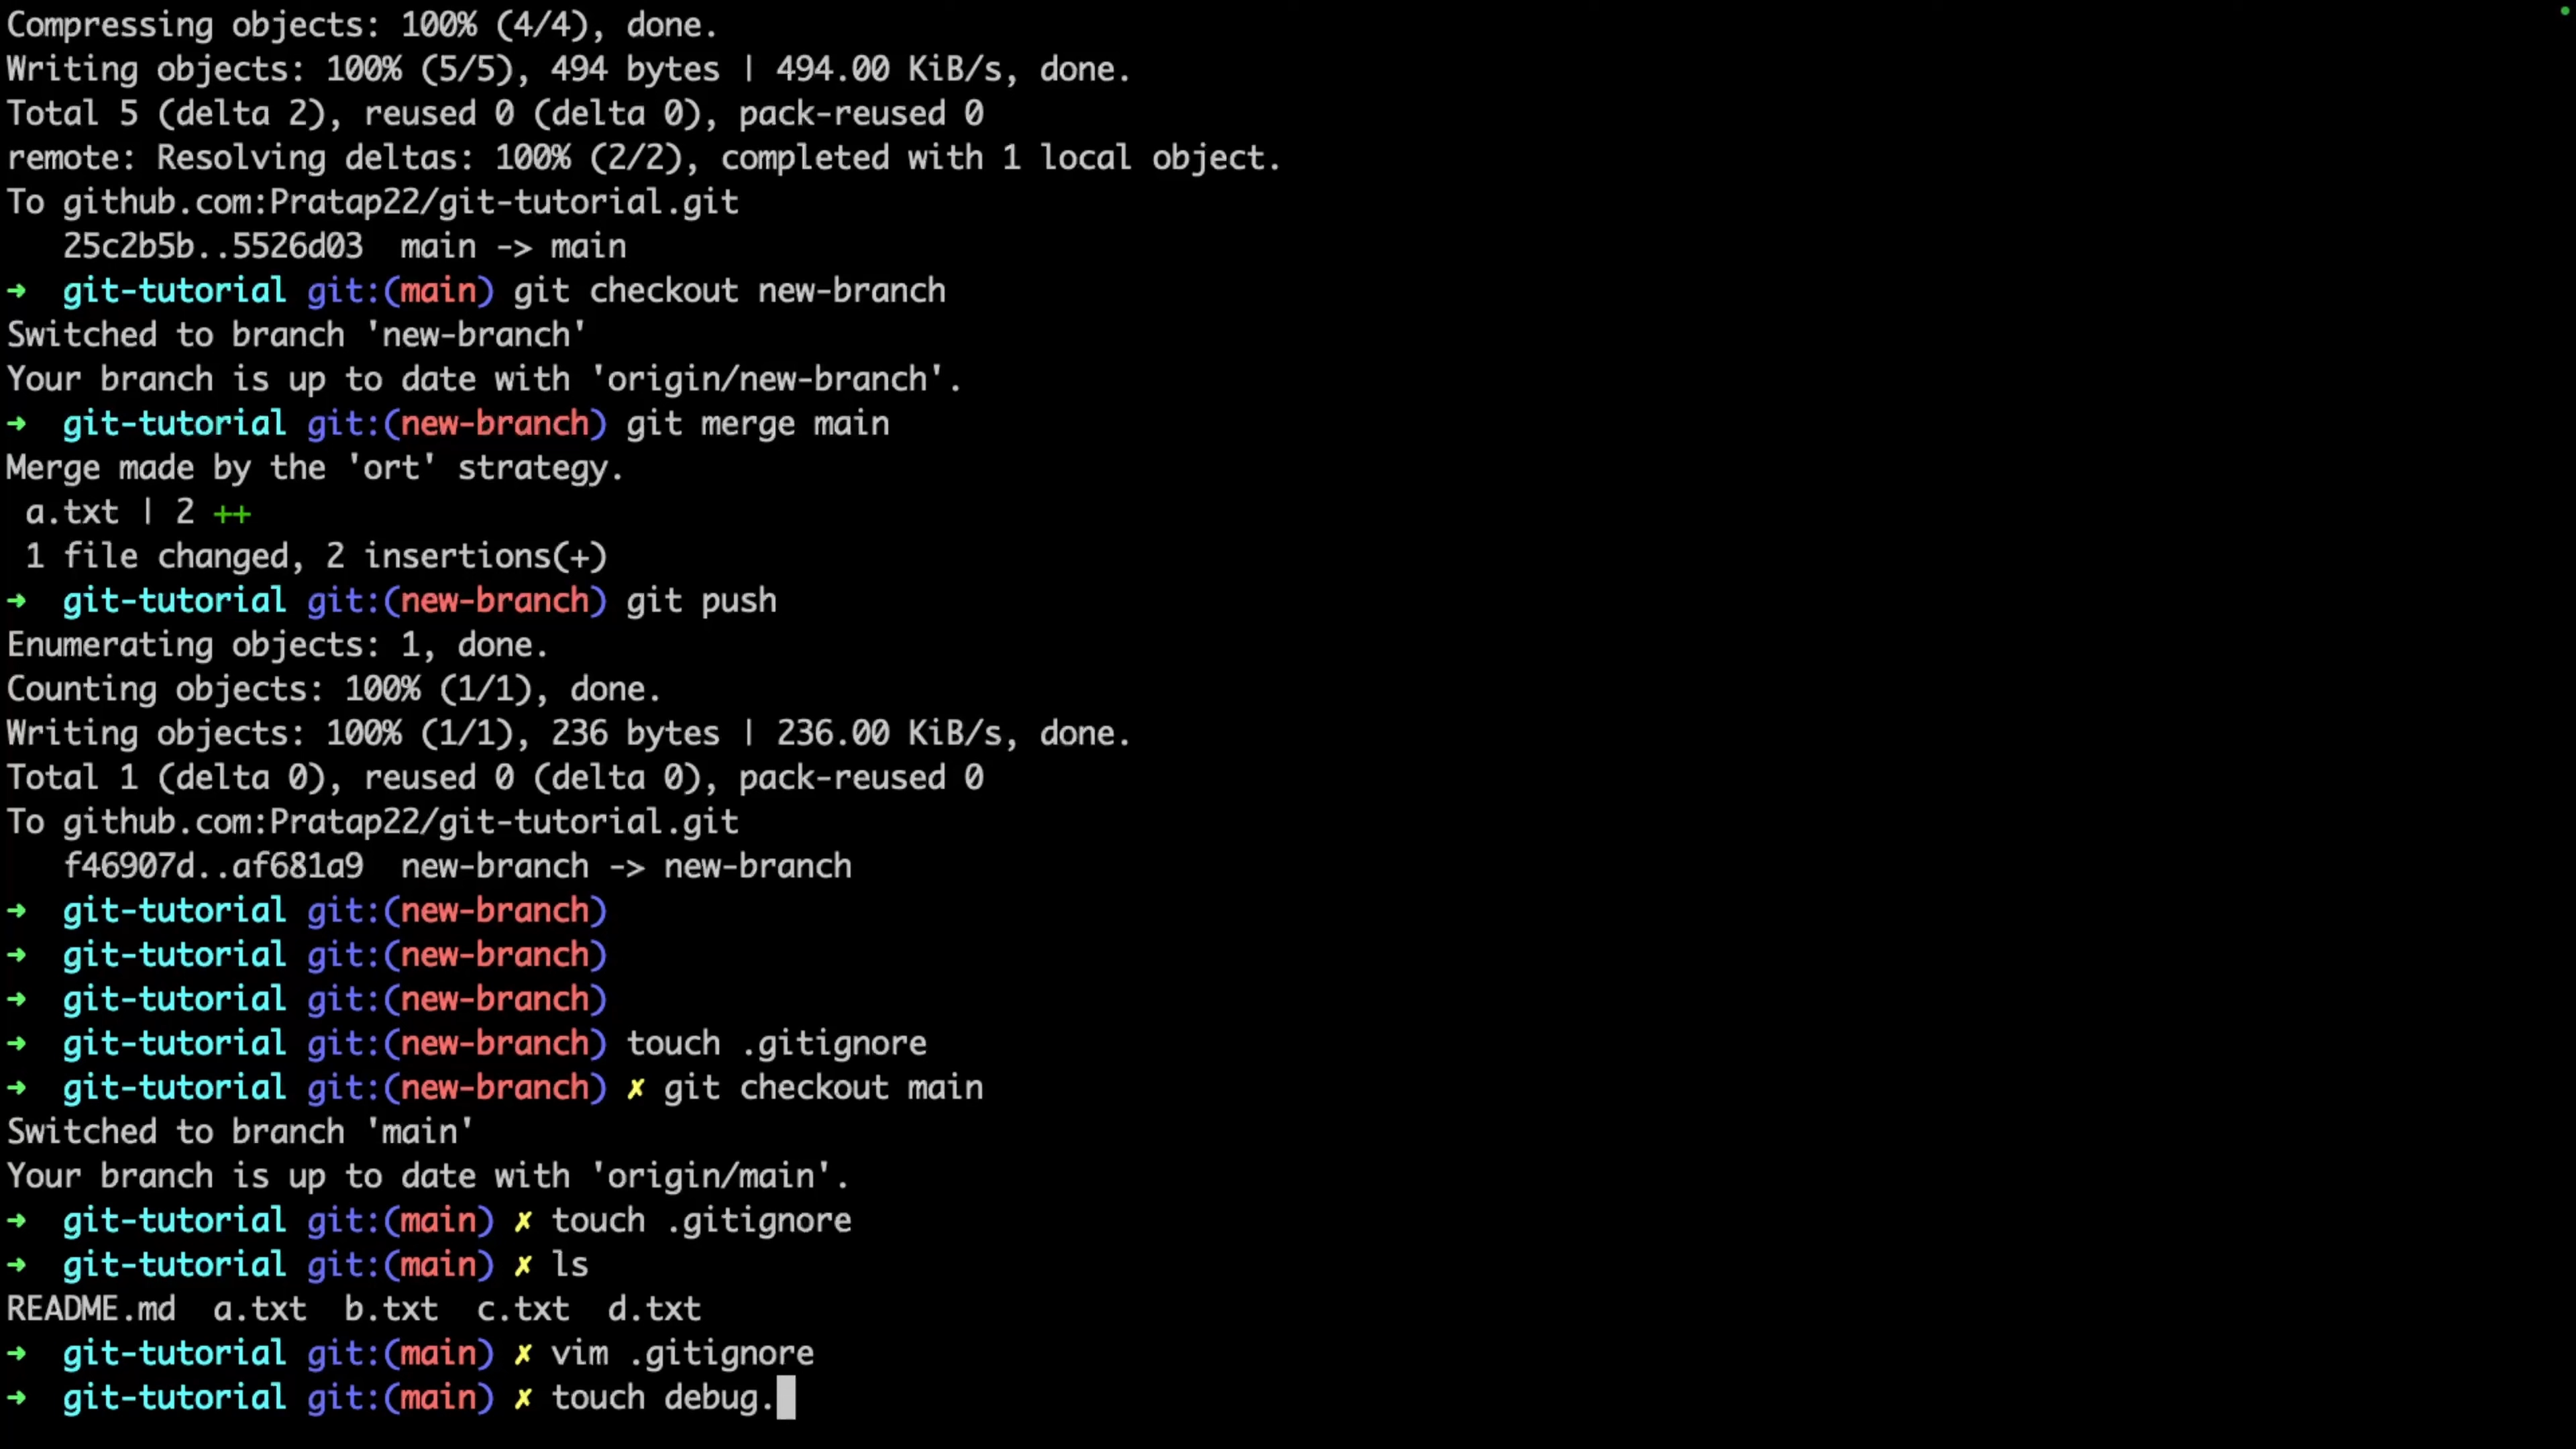 Compressing objects: 100% (4/4), done.
Writing objects: 100% (5/5), 494 bytes | 494.00 KiB/s, done.
Total 5 (delta 2), reused 0 (delta 0), pack-reused 0
remote: Resolving deltas: 100% (2/2), completed with 1 local object.
To github.com:Pratap22/git-tutorial.git
   25c2b5b..5526d03  main -> main
➜  git-tutorial git:(main) git checkout new-branch
Switched to branch 'new-branch'
Your branch is up to date with 'origin/new-branch'.
➜  git-tutorial git:(new-branch) git merge main
Merge made by the 'ort' strategy.
 a.txt | 2 ++
 1 file changed, 2 insertions(+)
➜  git-tutorial git:(new-branch) git push
Enumerating objects: 1, done.
Counting objects: 100% (1/1), done.
Writing objects: 100% (1/1), 236 bytes | 236.00 KiB/s, done.
Total 1 (delta 0), reused 0 (delta 0), pack-reused 0
To github.com:Pratap22/git-tutorial.git
   f46907d..af681a9  new-branch -> new-branch
➜  git-tutorial git:(new-branch)
➜  git-tutorial git:(new-branch)
➜  git-tutorial git:(new-branch)
➜  git-tutorial git:(new-branch) touch .gitignore
➜  git-tutorial git:(new-branch) ✗ git checkout main
Switched to branch 'main'
Your branch is up to date with 'origin/main'.
➜  git-tutorial git:(main) ✗ touch .gitignore
➜  git-tutorial git:(main) ✗ ls
README.md  a.txt  b.txt  c.txt  d.txt
➜  git-tutorial git:(main) ✗ vim .gitignore
➜  git-tutorial git:(main) ✗ touch debug.